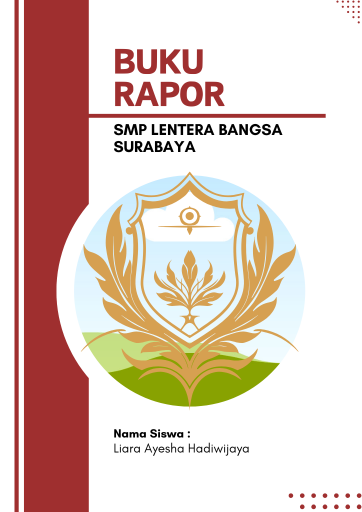 BUKU
RAPOR
SMP LENTERA BANGSA
SURABAYA
Nama Siswa :
Liara Ayesha Hadiwijaya